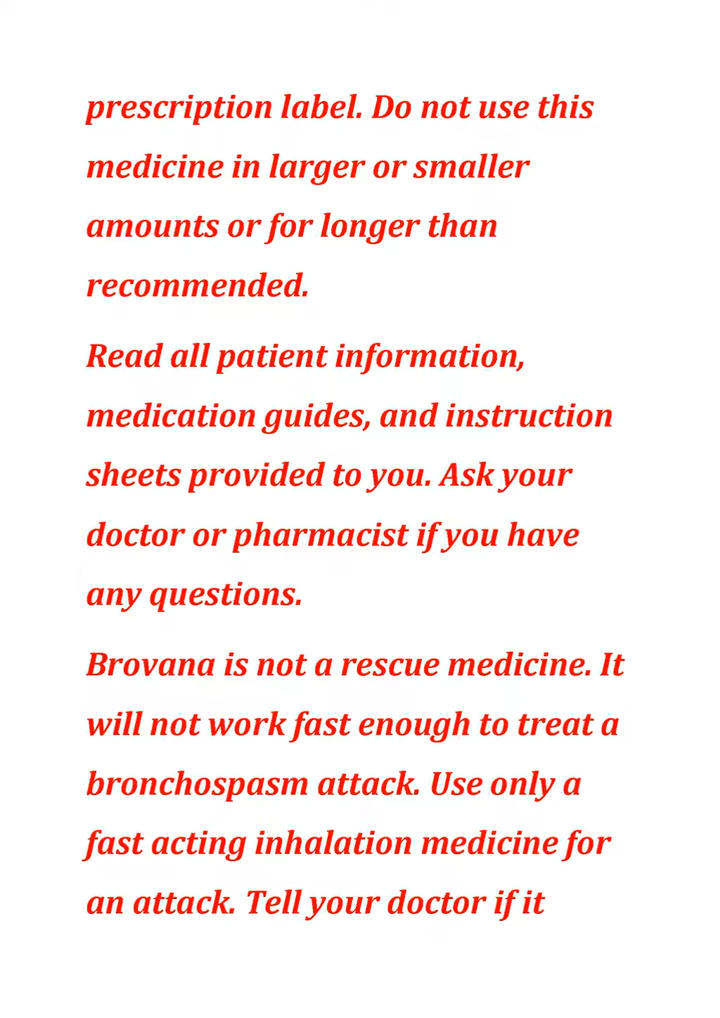 prescription label. Do not use this
medicine in larger or smaller
amounts or for longer than
recommended.
Read all patient information,
medication guides, and instruction
sheets provided to you. Ask your
doctor or pharmacist if you have
any questions.
Brovana is not a rescue medicine. It
will not work fast enough to treat a
bronchospasm attack. Use only a
fast acting inhalation medicine for
an attack. Tell your doctor if it